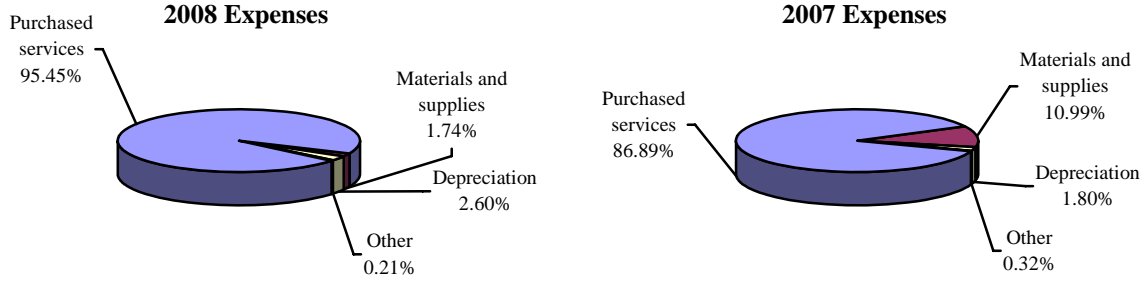 2008 Expenses
Purchased
services
95.45%
Materials and
supplies
1.74%
Depreciation
2.60%
Other
0.21%
2007 Expenses
Purchased
services
86.89%
Materials and
supplies
10.99%
Depreciation
1.80%
Other
0.32%